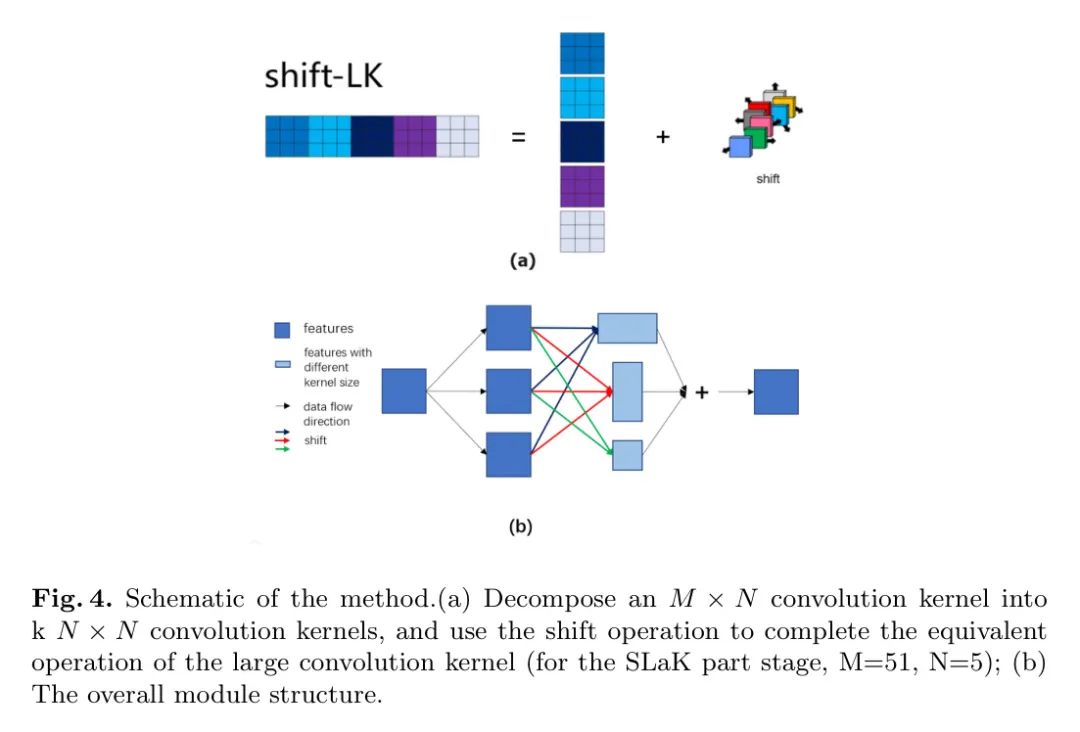 shift-LK
=
+
shift
(a)
features
features with
different
kernel size
data flow
direction
shift
+
(b)
Fig. 4. Schematic of the method.(a) Decompose an M × N convolution kernel into
k N × N convolution kernels, and use the shift operation to complete the equivalent
operation of the large convolution kernel (for the SLaK part stage, M=51, N=5); (b)
The overall module structure.